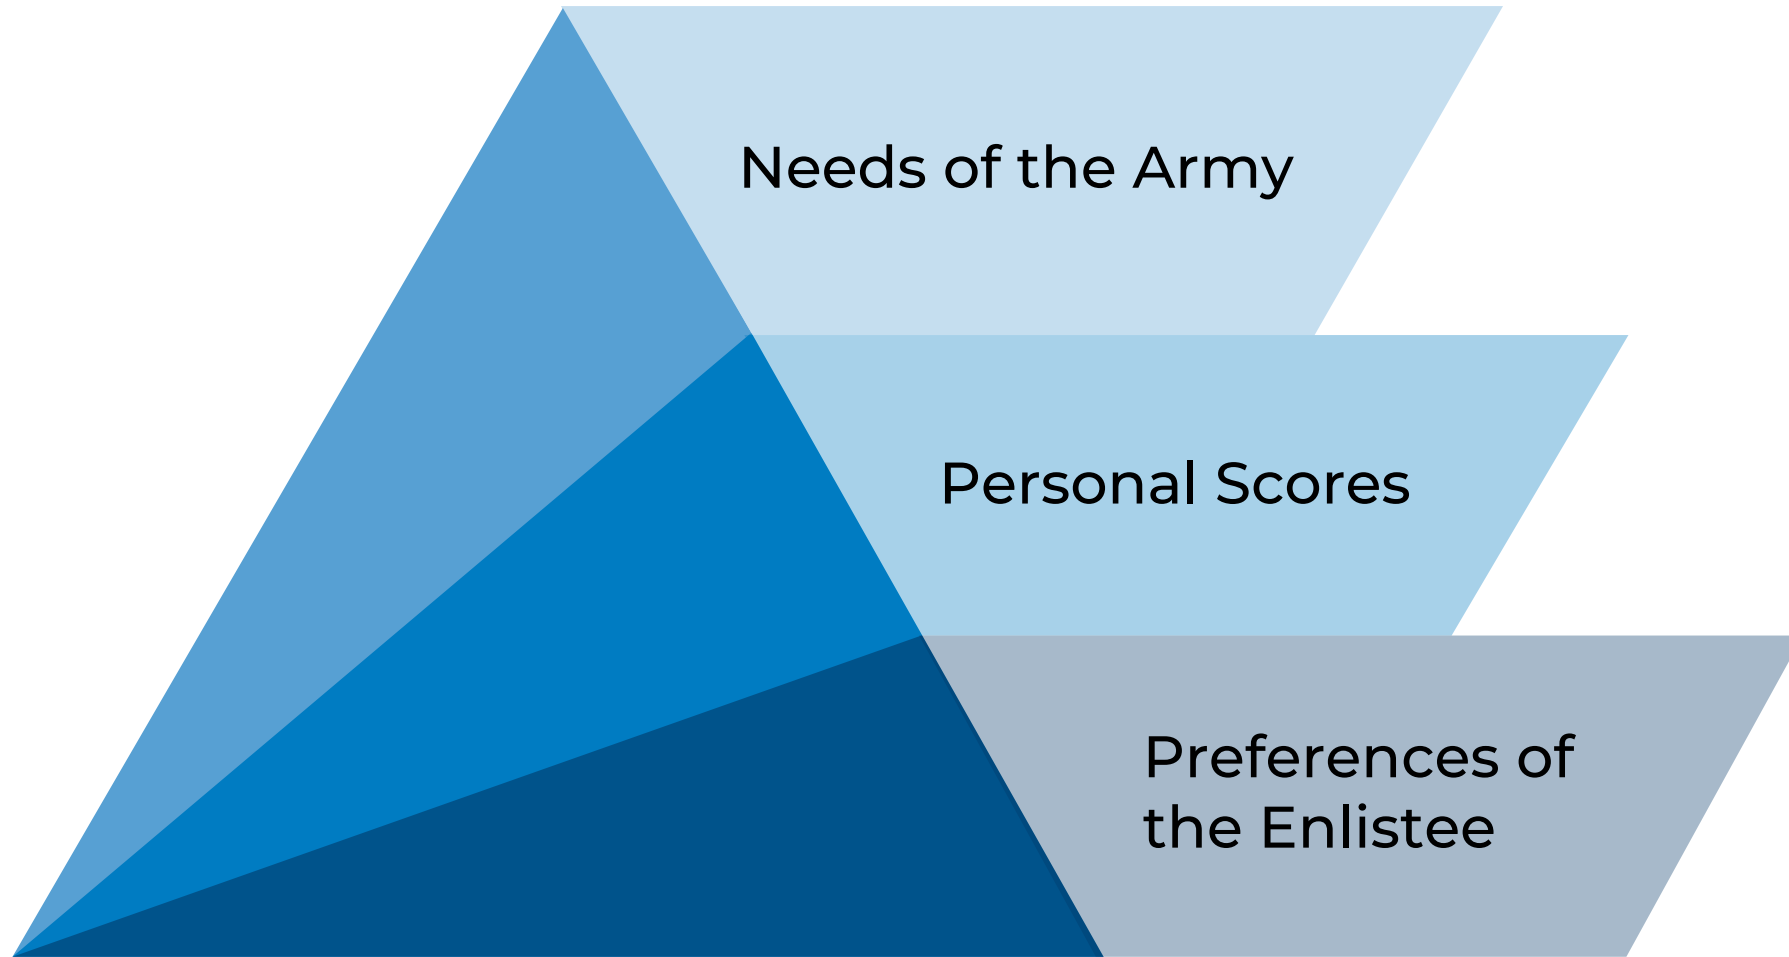 Needs of the Army
Personal Scores
Preferences of
the Enlistee